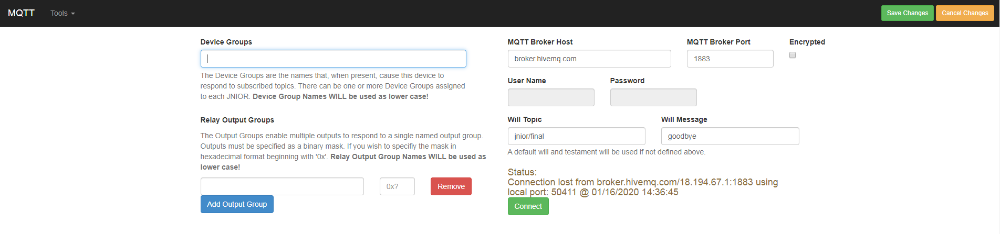 MQTT Tools Save Changes Cancel Changes
Device Groups
The Device Groups are the names that, when present, cause this device to
respond to subscribed topics. There can be one or more Device Groups assigned
to each JNIOR. Device Group Names WILL be used as lower case!
Relay Output Groups
The Output Groups enable multiple outputs to respond to a single named output group.
Outputs must be specified as a binary mask. If you wish to specifiy the mask in
hexadecimal format beginning with '0x'. Relay Output Group Names WILL be used as
lower case!
0x? Remove
Add Output Group
MQTT Broker Host MQTT Broker Port Encrypted
broker.hivemq.com 1883
User Name Password
Will Topic Will Message
jnior/final goodbye
A default will and testament will be used if not defined above.
Status:
Connection lost from broker.hivemq.com/18.194.67.1:1883 using
local port: 50411 @ 01/16/2020 14:36:45
Connect